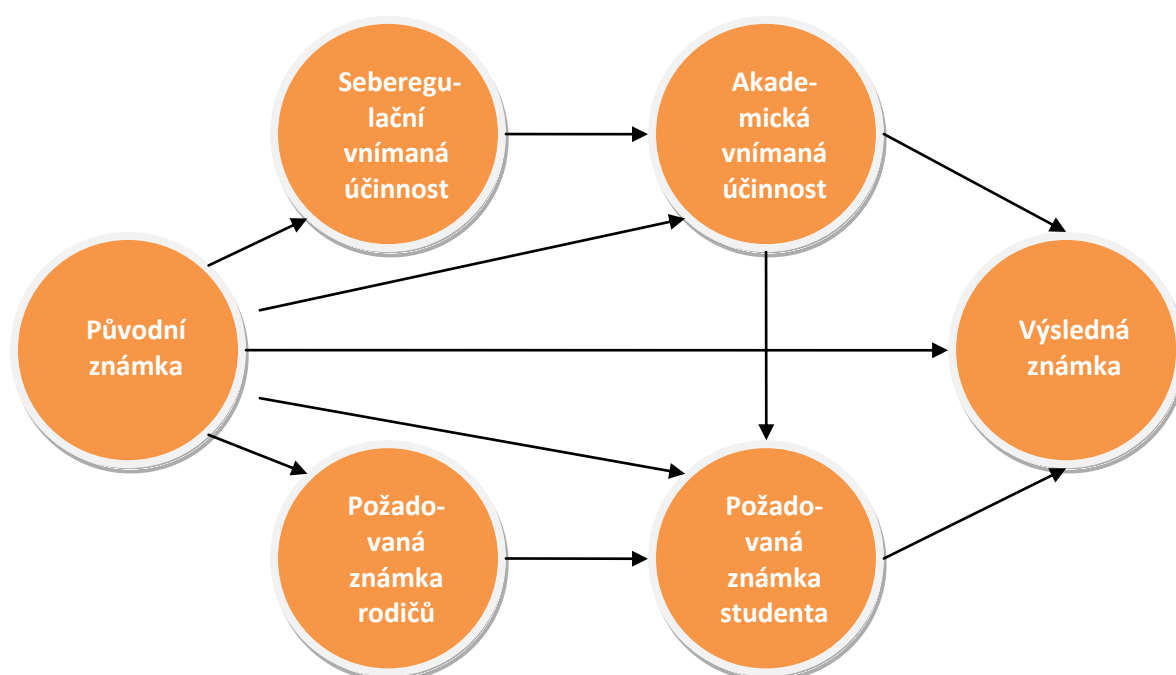 Seberegu-
lační
vnímaná
účinnost
Akade-
mická
vnímaná
účinnost
Původní
známka
Výsledná
známka
Požado-
vaná
známka
rodičů
Požado-
vaná
známka
studenta